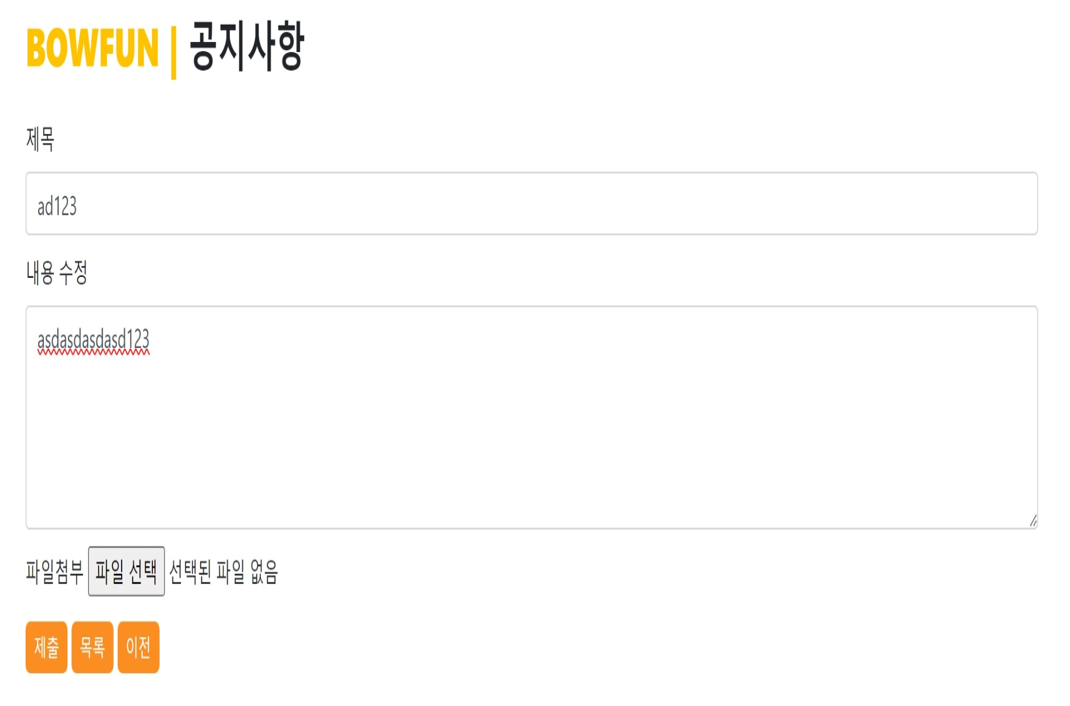 BOWFUN | 공지사항
제목
ad123
내용 수정
asdasdasdasd123
파일첨부 파일 선택 선택된 파일 없음
제출 목록 이전